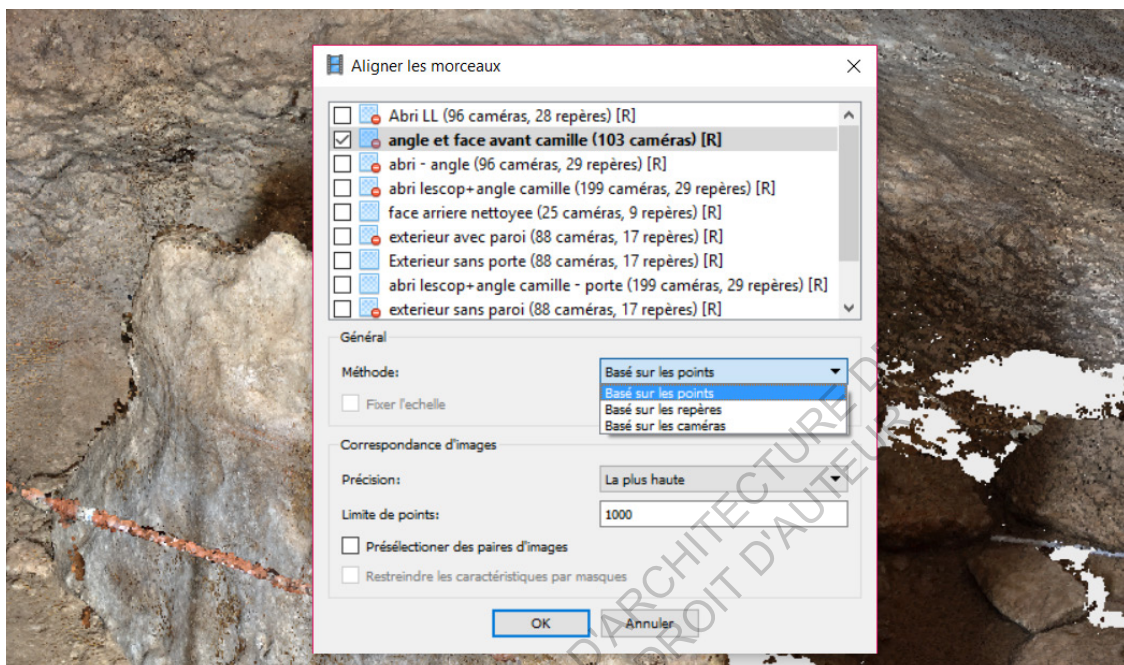 Aligner les morceaux
Abri LL (96 caméras, 28 repères) [R]
angle et face avant camille (103 caméras) [R]
abri - angle (96 caméras, 29 repères) [R]
abri lescop+angle camille (199 caméras, 29 repères) [R]
face arriere nettoyee (25 caméras, 9 repères) [R]
exterieur avec paroi (88 caméras, 17 repères) [R]
Exterieur sans porte (88 caméras, 17 repères) [R]
abri lescop+angle camille - porte (199 caméras, 29 repères) [R]
exterieur sans paroi (88 caméras, 17 repères) [R]
Général
Méthode: Basé sur les points
Basé sur les points
Fixer l'echelle
Basé sur les repères
Basé sur les caméras
Correspondance d'images
Précision: La plus haute
Limite de points: 1000
Présélectioner des paires d'images
Restreindre les caractéristiques par masques
OK Annuler
D'ARCHITECTURE D
DROIT D'AUTEUR